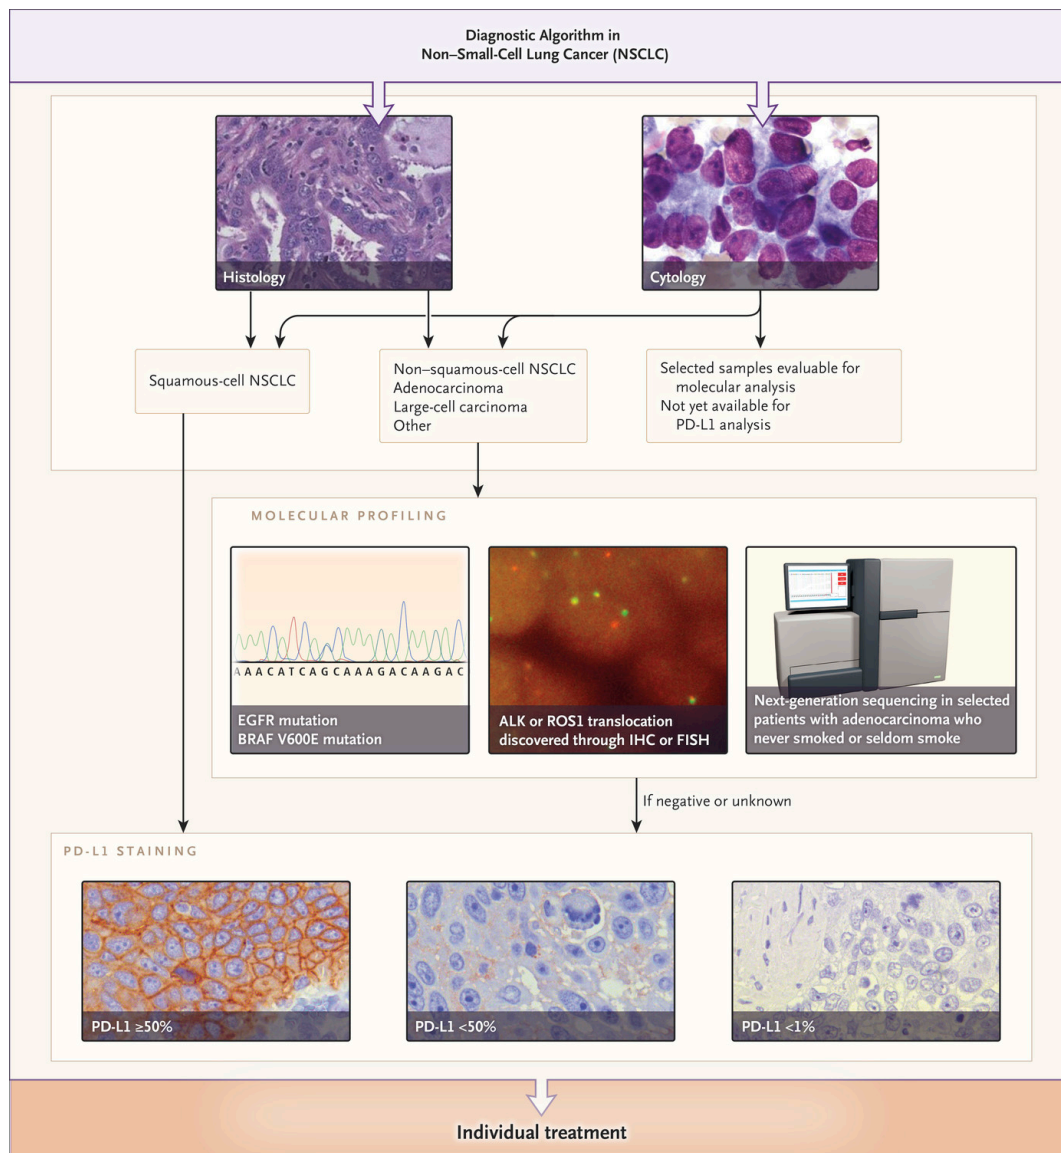 Diagnostic Algorithm in
Non–Small-Cell Lung Cancer (NSCLC)
Histology
Cytology
Squamous-cell NSCLC
Non–squamous-cell NSCLC
Adenocarcinoma
Large-cell carcinoma
Other
Selected samples evaluable for
molecular analysis
Not yet available for
PD-L1 analysis
MOLECULAR PROFILING
AAACATCAGCAAAGACAAGAC
EGFR mutation
BRAF V600E mutation
ALK or ROS1 translocation
discovered through IHC or FISH
Next-generation sequencing in selected
patients with adenocarcinoma who
never smoked or seldom smoke
If negative or unknown
PD-L1 STAINING
PD-L1 ≥50%
PD-L1 <50%
PD-L1 <1%
Individual treatment